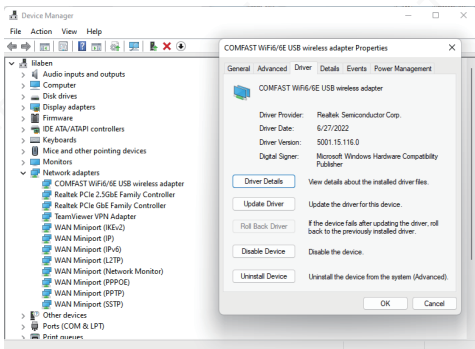 Device Manager
File Action View Help
lilaben
Audio inputs and outputs
Computer
Disk drives
Display adapters
Firmware
IDE ATA/ATAPI controllers
Keyboards
Mice and other pointing devices
Monitors
Network adapters
COMFAST WiFi6/6E USB wireless adapter
Realtek PCIe 2.5GbE Family Controller
Realtek PCIe GbE Family Controller
TeamViewer VPN Adapter
WAN Miniport (IKEv2)
WAN Miniport (IP)
WAN Miniport (IPv6)
WAN Miniport (L2TP)
WAN Miniport (Network Monitor)
WAN Miniport (PPPOE)
WAN Miniport (PPTP)
WAN Miniport (SSTP)
Other devices
Ports (COM & LPT)
Print queues
COMFAST WiFi6/6E USB wireless adapter Properties
General Advanced Driver Details Events Power Management
COMFAST WiFi6/6E USB wireless adapter
Driver Provider: Realtek Semiconductor Corp.
Driver Date: 6/27/2022
Driver Version: 5001.15.116.0
Digital Signer: Microsoft Windows Hardware Compatibility
Publisher
Driver Details View details about the installed driver files.
Update Driver Update the driver for this device.
Roll Back Driver If the device fails after updating the driver, roll
back to the previously installed driver.
Disable Device Disable the device.
Uninstall Device Uninstall the device from the system (Advanced).
OK Cancel